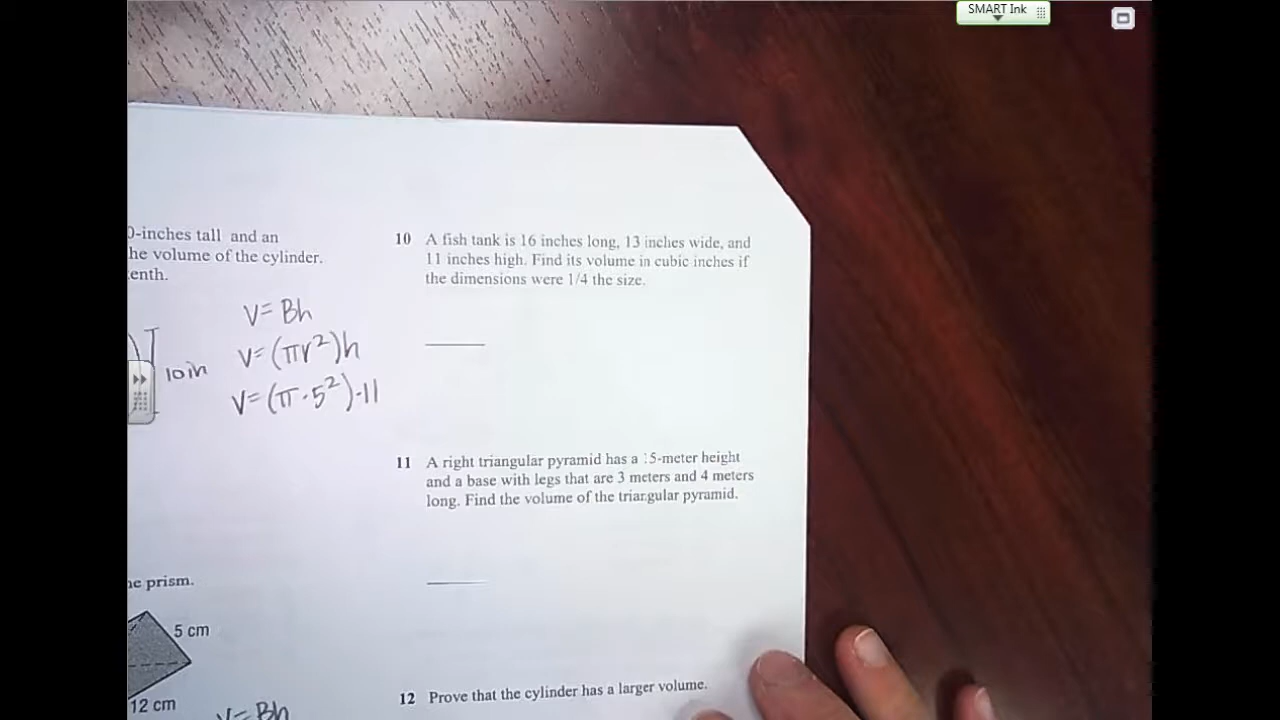 SMART Ink
0-inches tall and an
he volume of the cylinder.
enth.
V=Bh
V=(πr²)h
V=(π·5²)·11
10in
he prism.
5 cm
12 cm
V=Bh
10 A fish tank is 16 inches long, 13 inches wide, and
11 inches high. Find its volume in cubic inches if
the dimensions were 1/4 the size.
11 A right triangular pyramid has a 15-meter height
and a base with legs that are 3 meters and 4 meters
long. Find the volume of the triangular pyramid.
12 Prove that the cylinder has a larger volume.